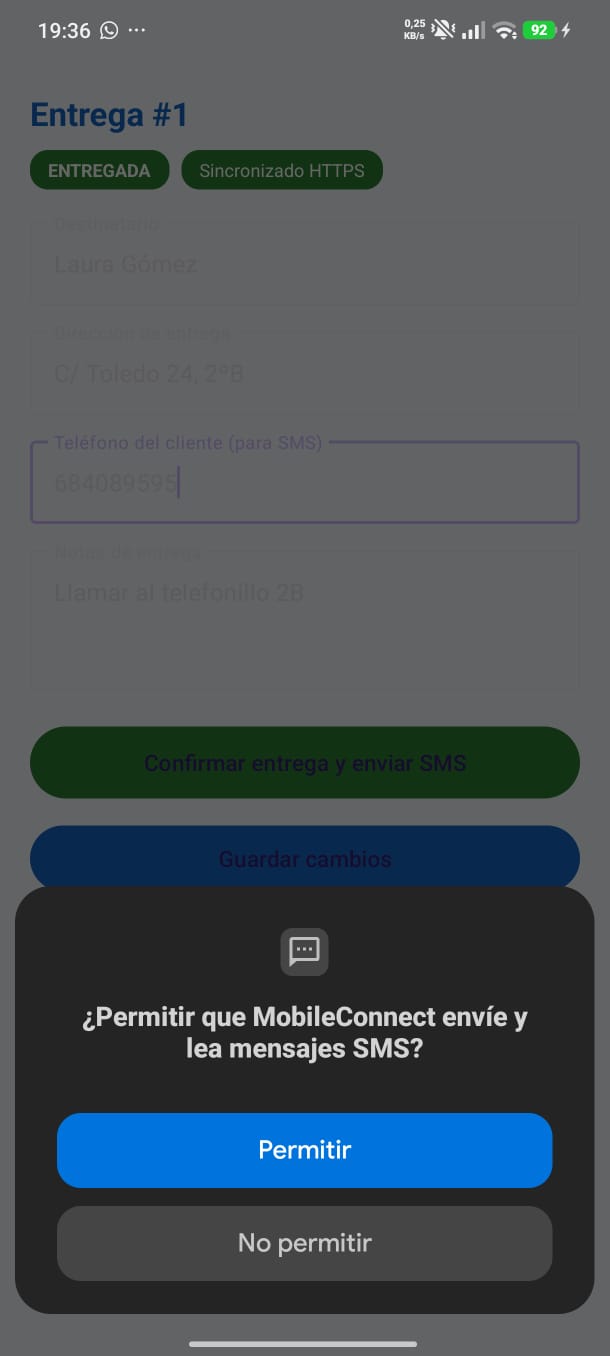 19:36
0,25
KB/s
92
Entrega #1
ENTREGADA
Sincronizado HTTPS
Destinatario
Laura Gómez
Dirección de entrega
C/ Toledo 24, 2ºB
Teléfono del cliente (para SMS)
684089595
Notas de entrega
Llamar al telefonillo 2B
Confirmar entrega y enviar SMS
Guardar cambios
¿Permitir que MobileConnect envíe y
lea mensajes SMS?
Permitir
No permitir